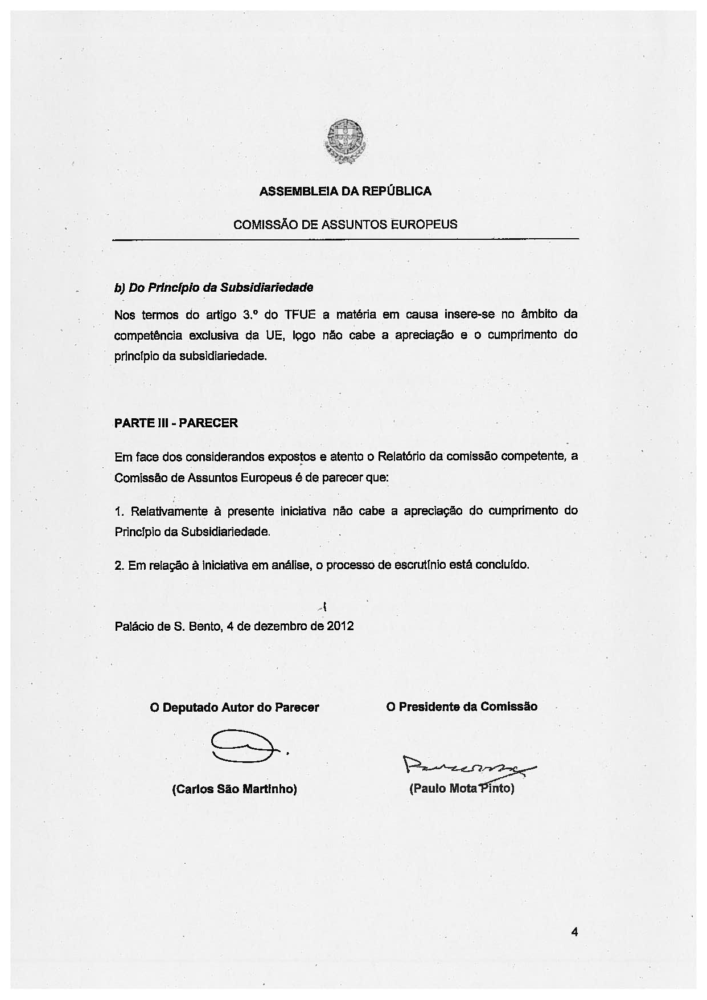 ASSEMBLEIA DA REPÚBLICA
COMISSÃO DE ASSUNTOS EUROPEUS
b) Do Princípio da Subsidiariedade
Nos termos do artigo 3.º do TFUE a matéria em causa insere-se no âmbito da
competência exclusiva da UE, logo não cabe a apreciação e o cumprimento do
princípio da subsidiariedade.
PARTE III - PARECER
Em face dos considerandos expostos e atento o Relatório da comissão competente, a
Comissão de Assuntos Europeus é de parecer que:
1. Relativamente à presente iniciativa não cabe a apreciação do cumprimento do
Princípio da Subsidiariedade.
2. Em relação à iniciativa em análise, o processo de escrutínio está concluído.
Palácio de S. Bento, 4 de dezembro de 2012
O Deputado Autor do Parecer O Presidente da Comissão
(Carlos São Martinho) (Paulo Mota Pinto)
4